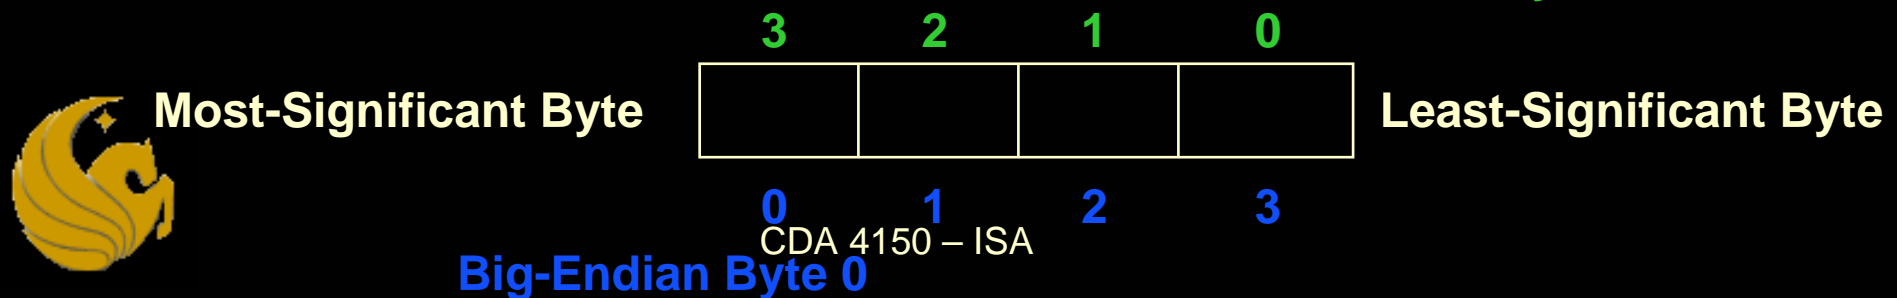 3 2 1 0
Most-Significant Byte Least-Significant Byte
0 1 2 3
CDA 4150 – ISA
Big-Endian Byte 0